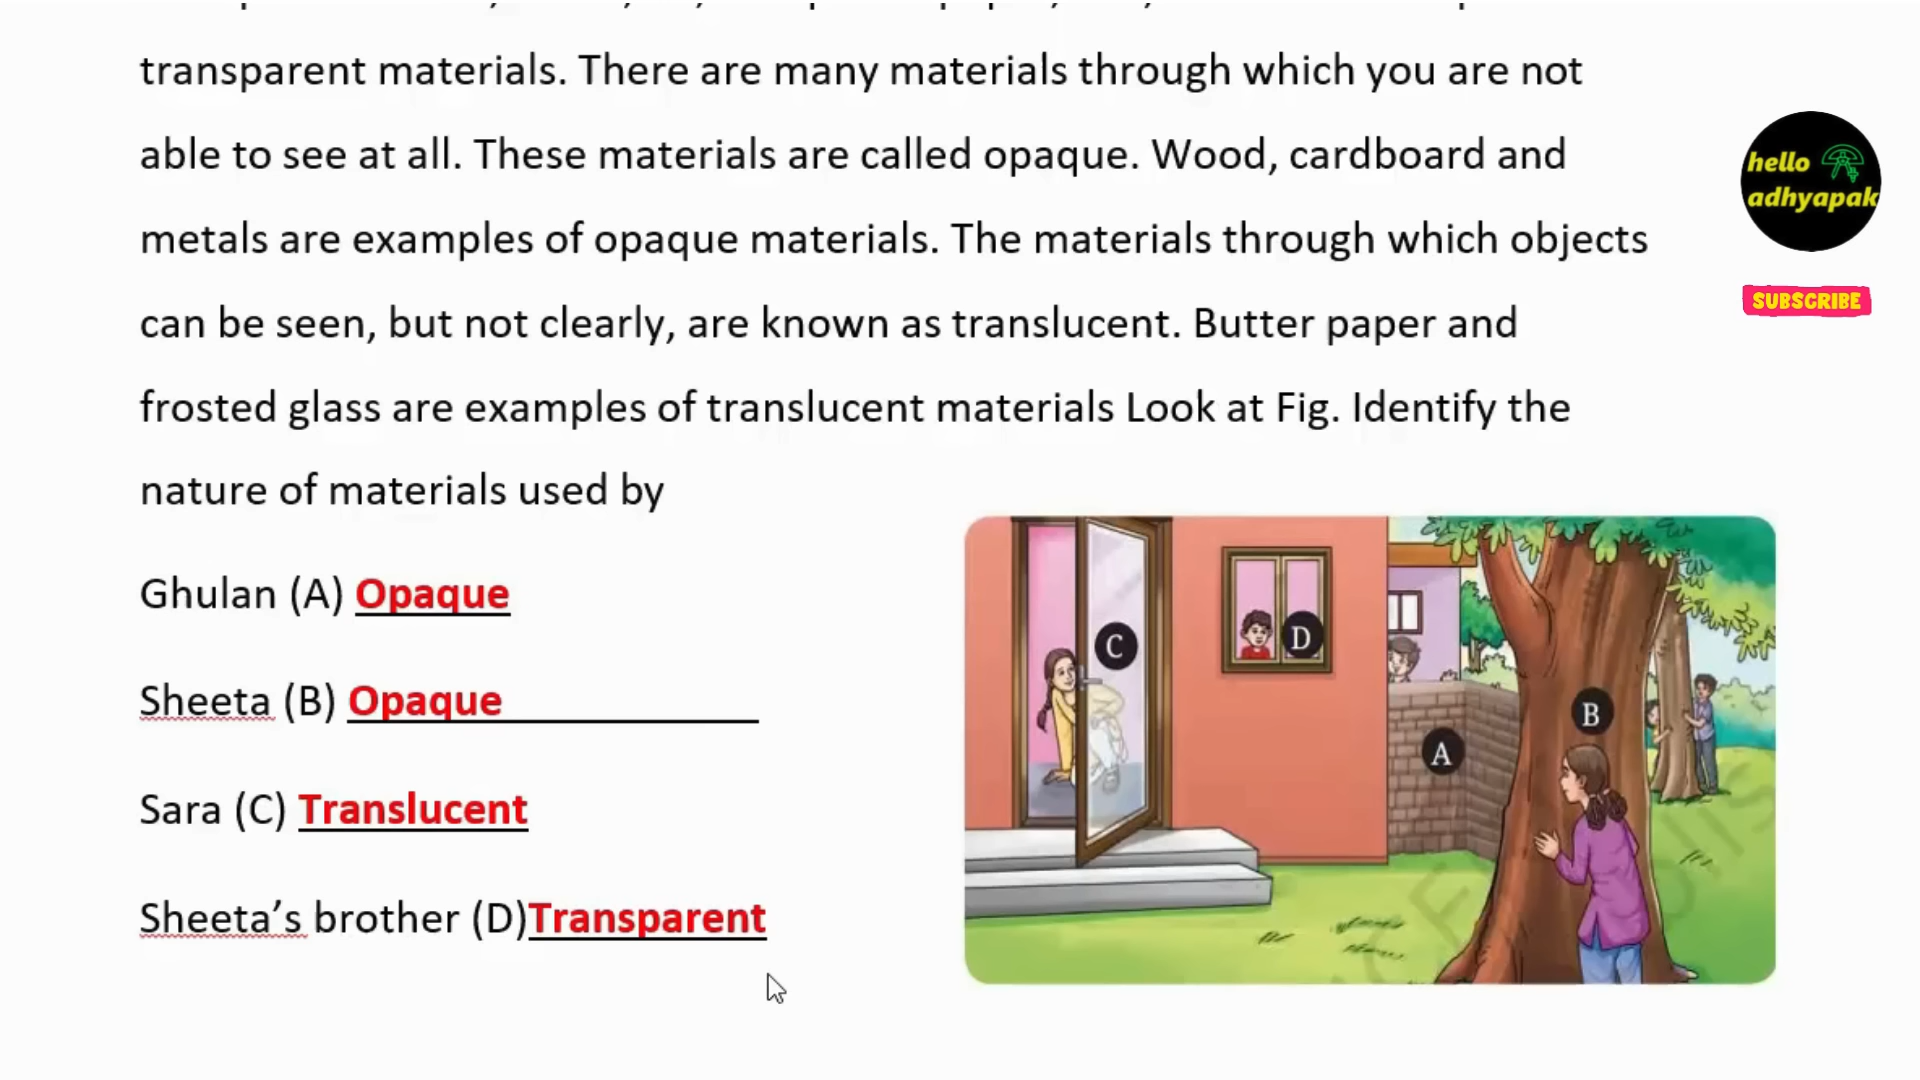 transparent materials. There are many materials through which you are not
able to see at all. These materials are called opaque. Wood, cardboard and
metals are examples of opaque materials. The materials through which objects
can be seen, but not clearly, are known as translucent. Butter paper and
frosted glass are examples of translucent materials Look at Fig. Identify the
nature of materials used by
Ghulan (A) Opaque
Sheeta (B) Opaque
Sara (C) Translucent
Sheeta’s brother (D)Transparent
C
D
A
B
hello
adhyapak
SUBSCRIBE